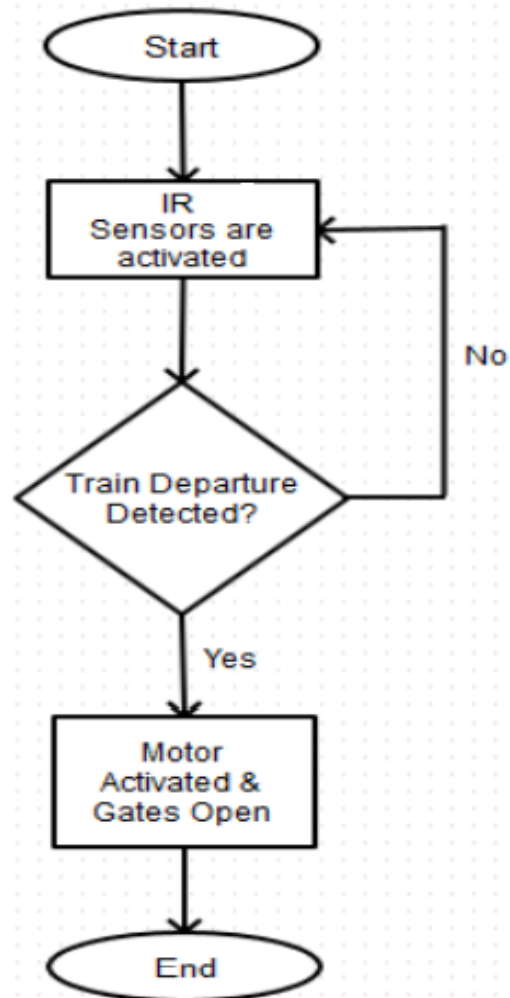 Start
IR
Sensors are
activated
No
Train Departure
Detected?
Yes
Motor
Activated &
Gates Open
End